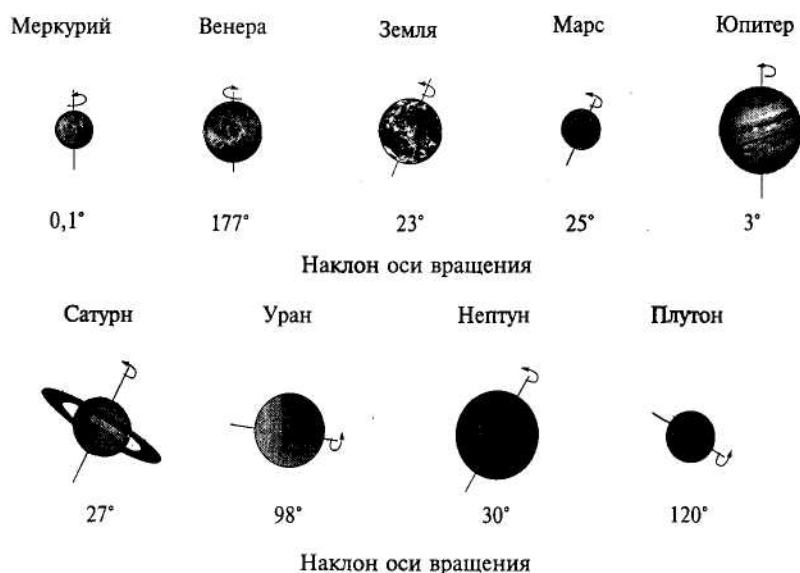 Меркурий Венера Земля Марс Юпитер
0,1° 177° 23° 25° 3°
Наклон оси вращения
Сатурн Уран Нептун Плутон
27° 98° 30° 120°
Наклон оси вращения